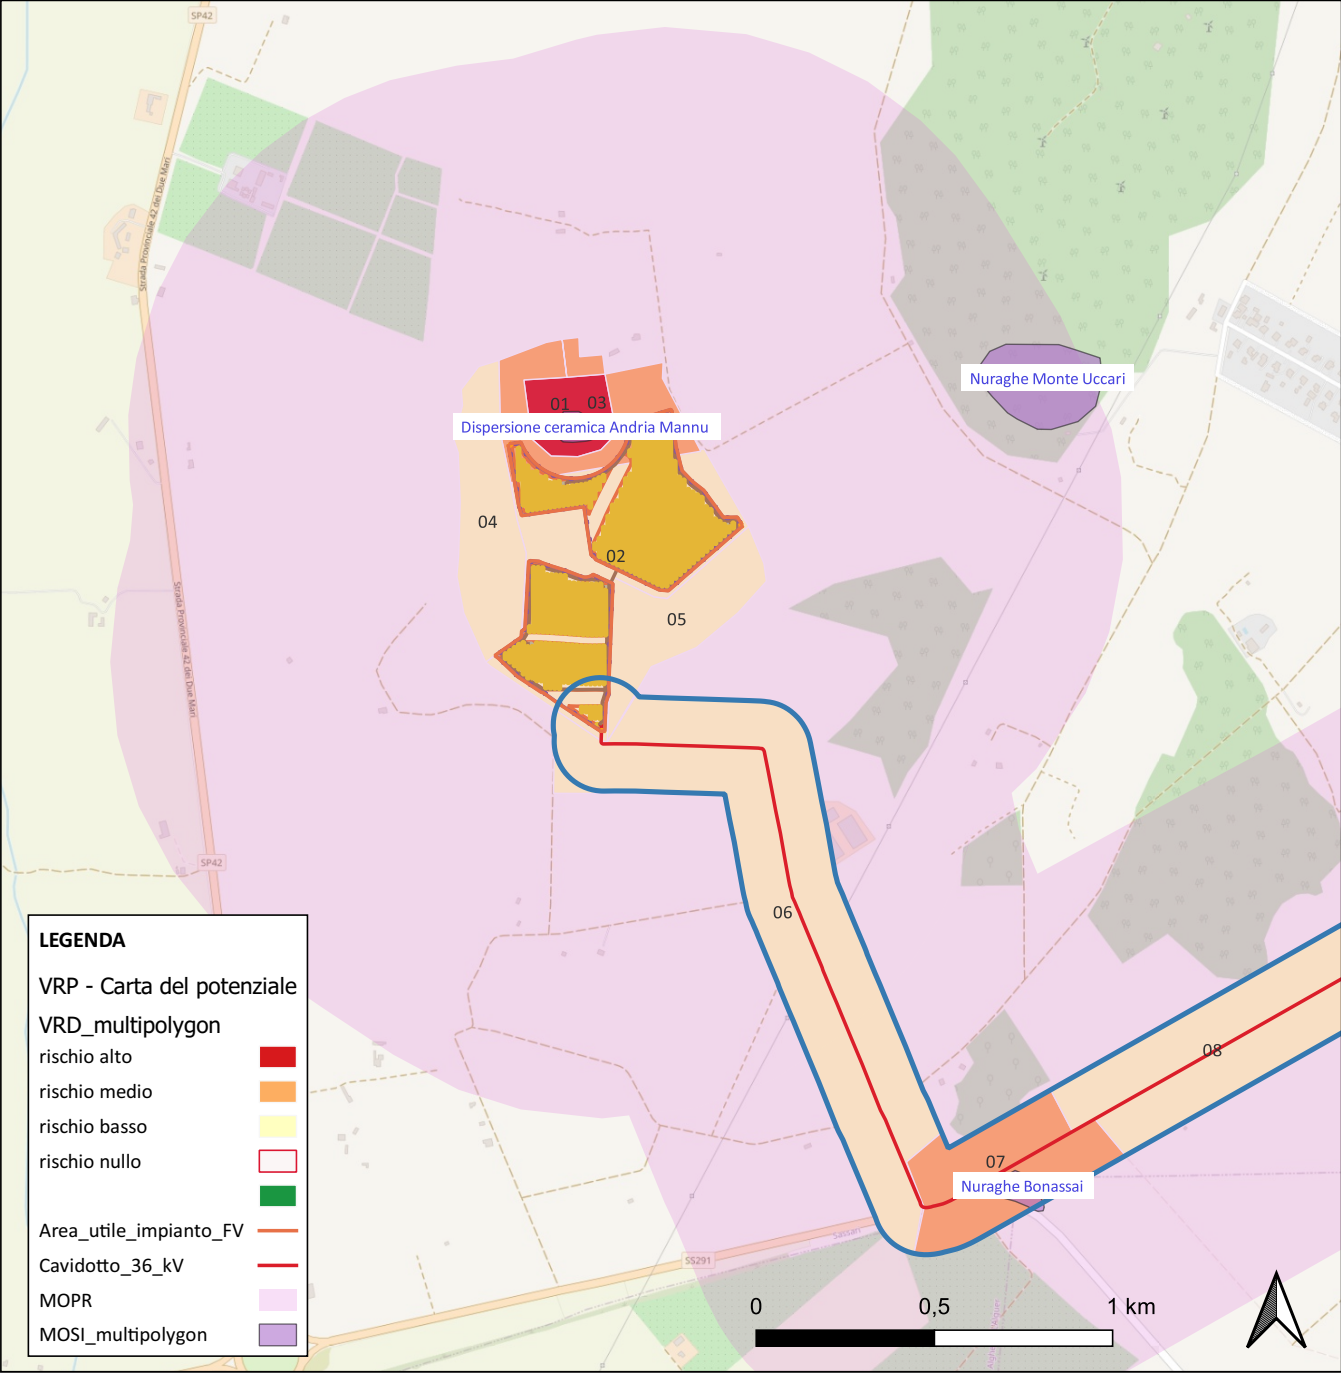 SP42
Strada Provinciale 42 dei Due Mari
Nuraghe Monte Uccari
01
03
Dispersione ceramica Andria Mannu
04
02
05
Strada Provinciale 42 dei Due Mari
SP42
06
08
07
Nuraghe Bonassai
Sassari
SS291
LEGENDA
VRP - Carta del potenziale
VRD_multipolygon
rischio alto
rischio medio
rischio basso
rischio nullo
Area_utile_impianto_FV
Cavidotto_36_kV
MOPR
MOSI_multipolygon
0
0,5
1 km